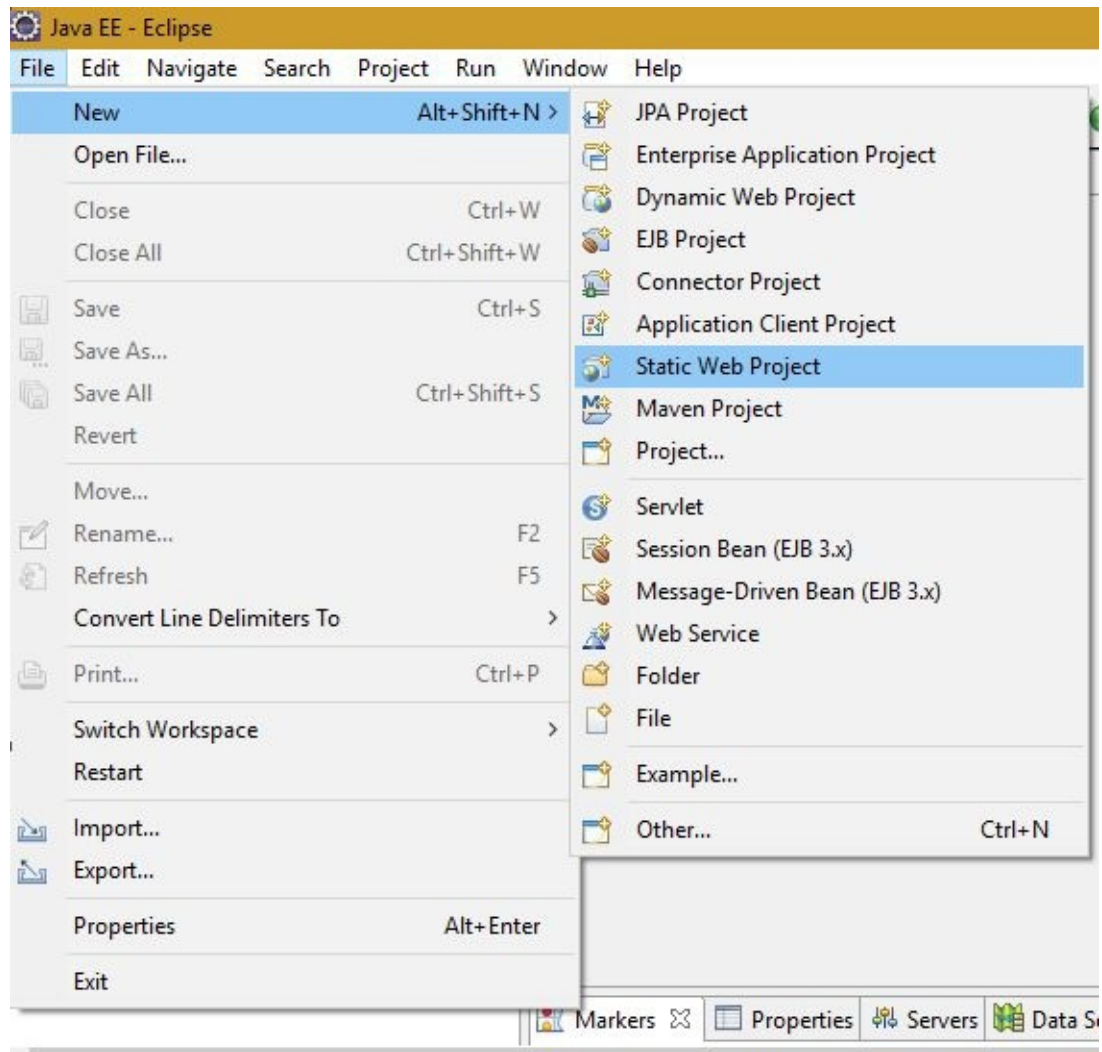 Java EE - Eclipse
File Edit Navigate Search Project Run Window Help
New Alt+Shift+N >
Open File...
Close Ctrl+W
Close All Ctrl+Shift+W
Save Ctrl+S
Save As...
Save All Ctrl+Shift+S
Revert
Move...
Rename... F2
Refresh F5
Convert Line Delimiters To >
Print... Ctrl+P
Switch Workspace >
Restart
Import...
Export...
Properties Alt+Enter
Exit
JPA Project
Enterprise Application Project
Dynamic Web Project
EJB Project
Connector Project
Application Client Project
Static Web Project
Maven Project
Project...
Servlet
Session Bean (EJB 3.x)
Message-Driven Bean (EJB 3.x)
Web Service
Folder
File
Example...
Other... Ctrl+N
Markers Properties Servers Data